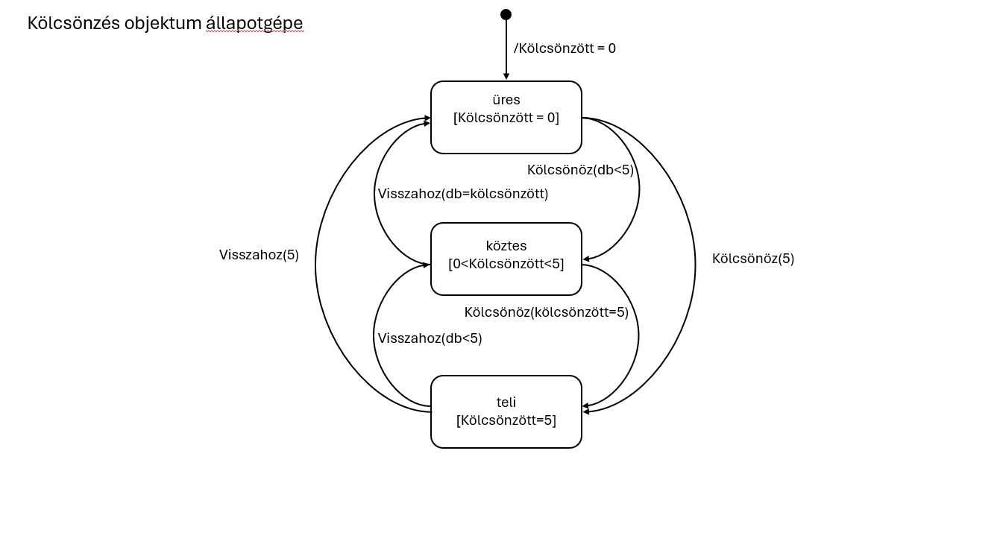 Kölcsönzés objektum állapotgépe
/Kölcsönzött = 0
üres
[Kölcsönzött = 0]
Kölcsönöz(db<5)
Visszahoz(db=kölcsönzött)
köztes
[0<Kölcsönzött<5]
Visszahoz(5)
Kölcsönöz(5)
Kölcsönöz(kölcsönzött=5)
Visszahoz(db<5)
teli
[Kölcsönzött=5]